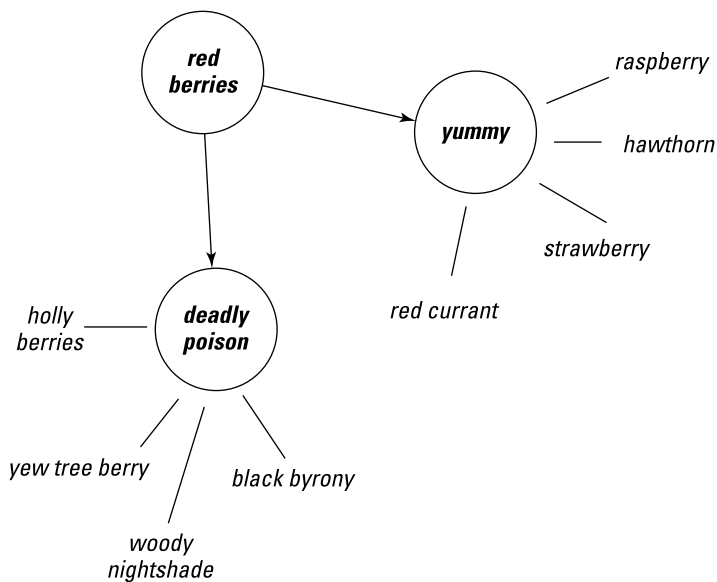 red
berries
raspberry
yummy
hawthorn
strawberry
red currant
holly
berries
deadly
poison
yew tree berry
black byrony
woody
nightshade